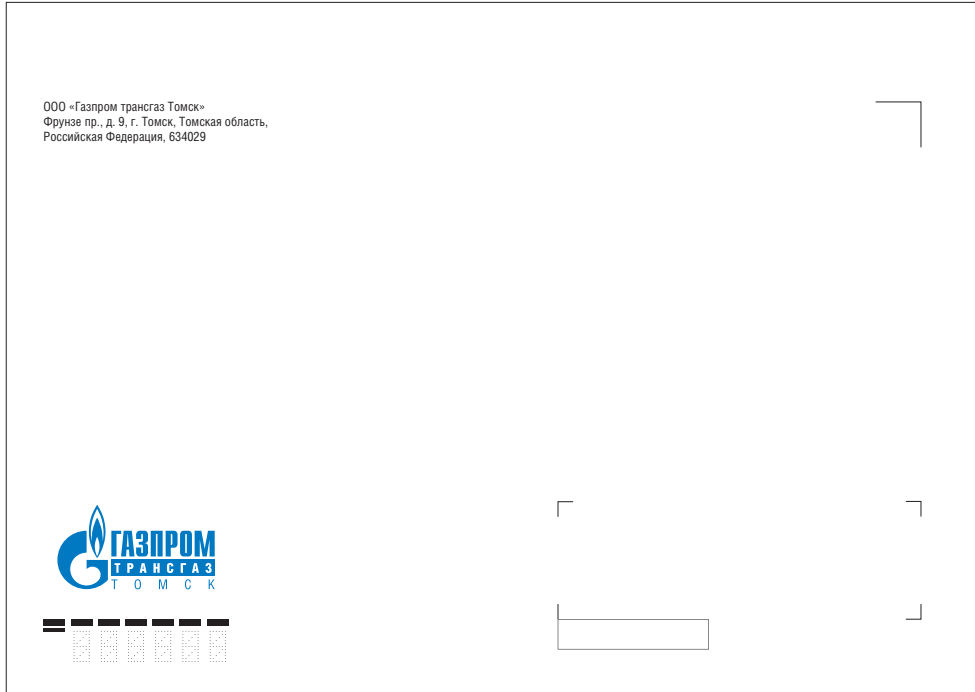 ООО «Газпром трансгаз Томск»
Фрунзе пр., д. 9, г. Томск, Томская область,
Российская Федерация, 634029
ГАЗПРОМ
ТРАНСГАЗ
ТОМСК